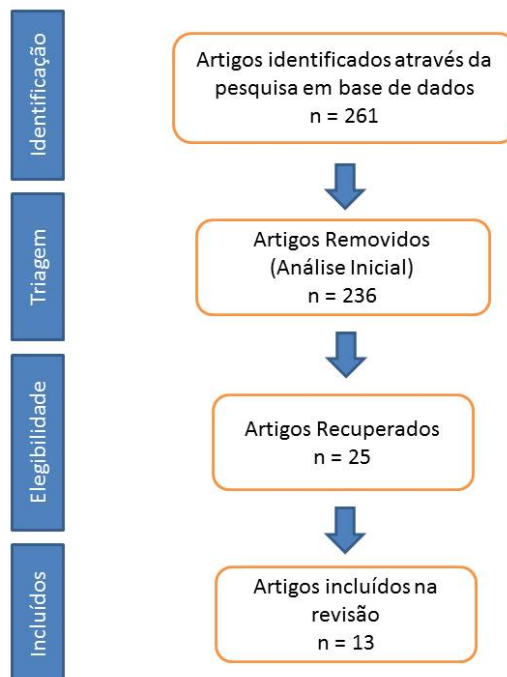 Identificação
Artigos identificados através da
pesquisa em base de dados
n = 261
Triagem
Artigos Removidos
(Análise Inicial)
n = 236
Elegibilidade
Artigos Recuperados
n = 25
Incluídos
Artigos incluídos na
revisão
n = 13